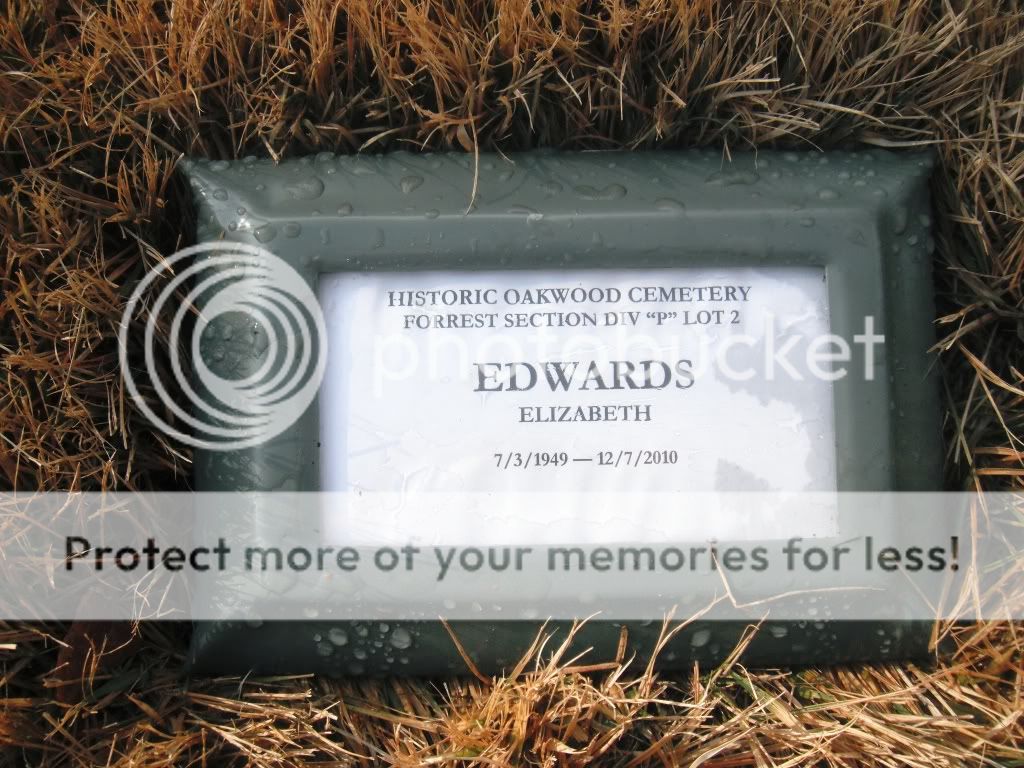 HISTORIC OAKWOOD CEMETERY
FORREST SECTION DIV “P” LOT 2
photobucket
EDWARDS
ELIZABETH
7/3/1949 — 12/7/2010
Protect more of your memories for less!